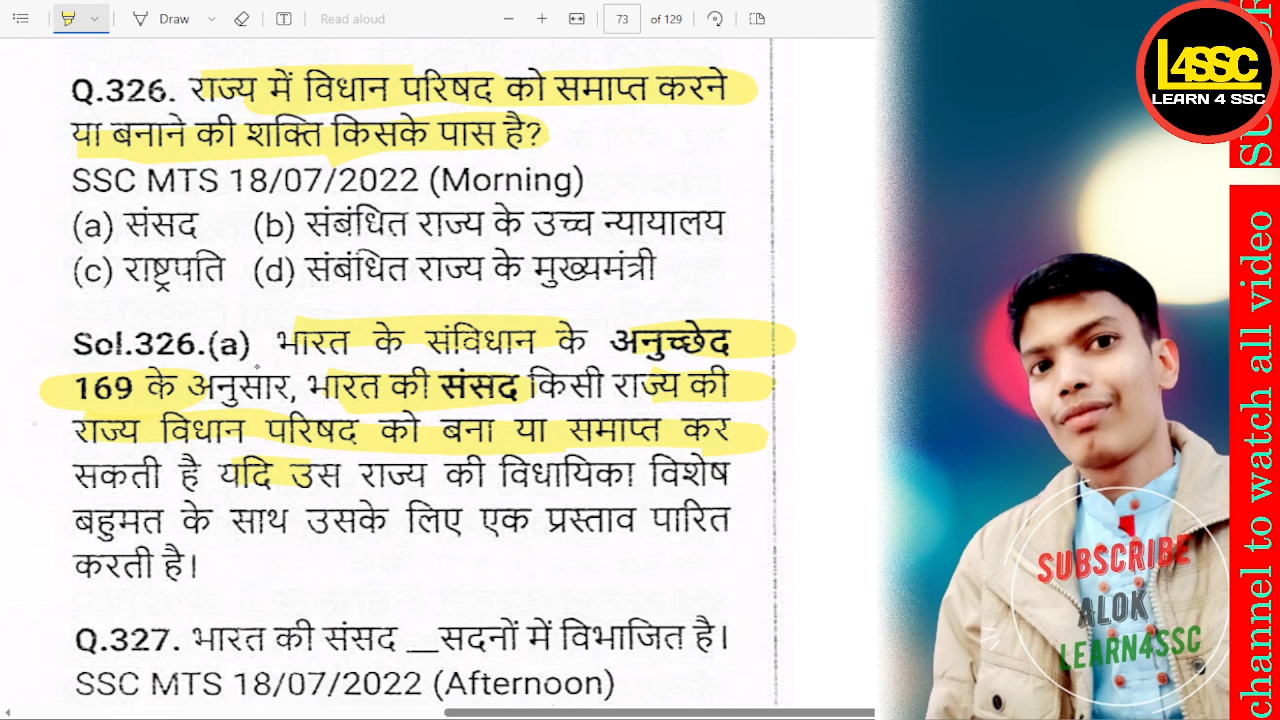 Draw
Read aloud
73
of 129
Q.326. राज्य में विधान परिषद को समाप्त करने
या बनाने की शक्ति किसके पास है?
SSC MTS 18/07/2022 (Morning)
(a) संसद (b) संबंधित राज्य के उच्च न्यायालय
(c) राष्ट्रपति (d) संबंधित राज्य के मुख्यमंत्री
Sol.326.(a) भारत के संविधान के अनुच्छेद
169 के अनुसार, भारत की संसद किसी राज्य की
राज्य विधान परिषद को बना या समाप्त कर
सकती है यदि उस राज्य की विधायिका विशेष
बहुमत के साथ उसके लिए एक प्रस्ताव पारित
करती है।
Q.327. भारत की संसद __सदनों में विभाजित है।
SSC MTS 18/07/2022 (Afternoon)
L4SSC
LEARN 4 SSC
SUBSCRIBE
ALOK
LEARN4SSC
channel to watch all video